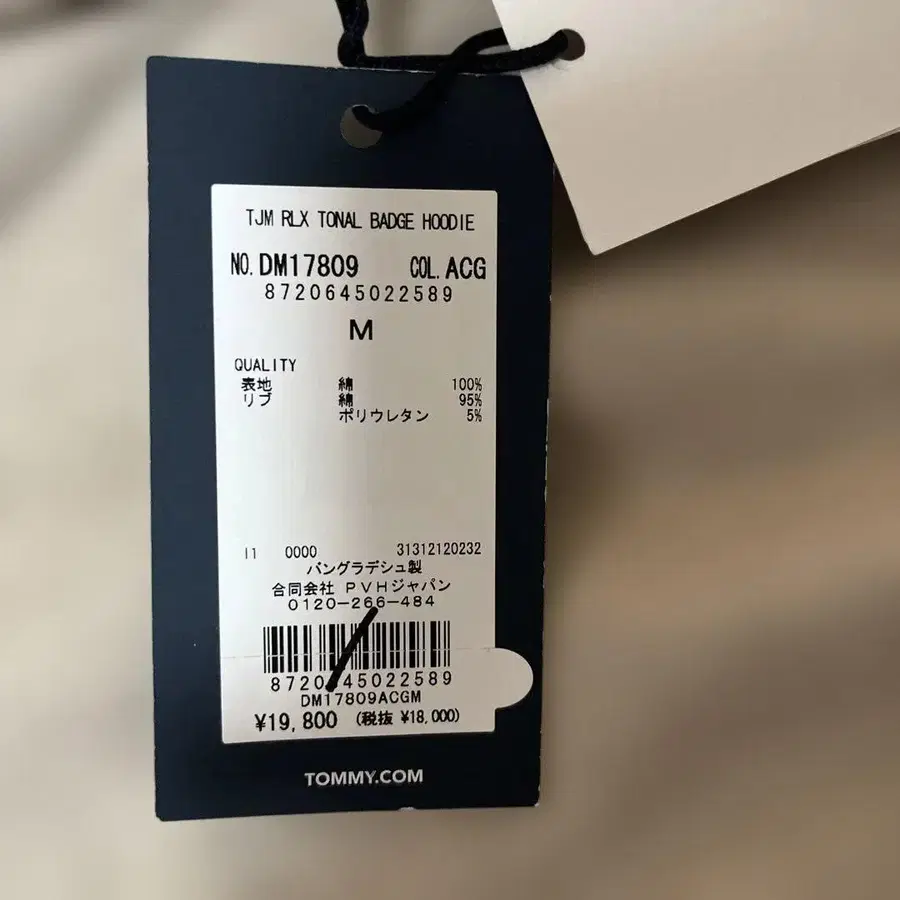 TJM RLX TONAL BADGE HOODIE
NO. DM17809 COL. ACG
8720645022589
M
QUALITY
表地 綿 100%
リブ 綿 95%
ポリウレタン 5%
I1 0000 31312120232
バングラデシュ製
合同会社 PVHジャパン
0120-266-484
8720645022589
DM17809ACGM
¥19,800 (税抜 ¥18,000)
TOMMY.COM